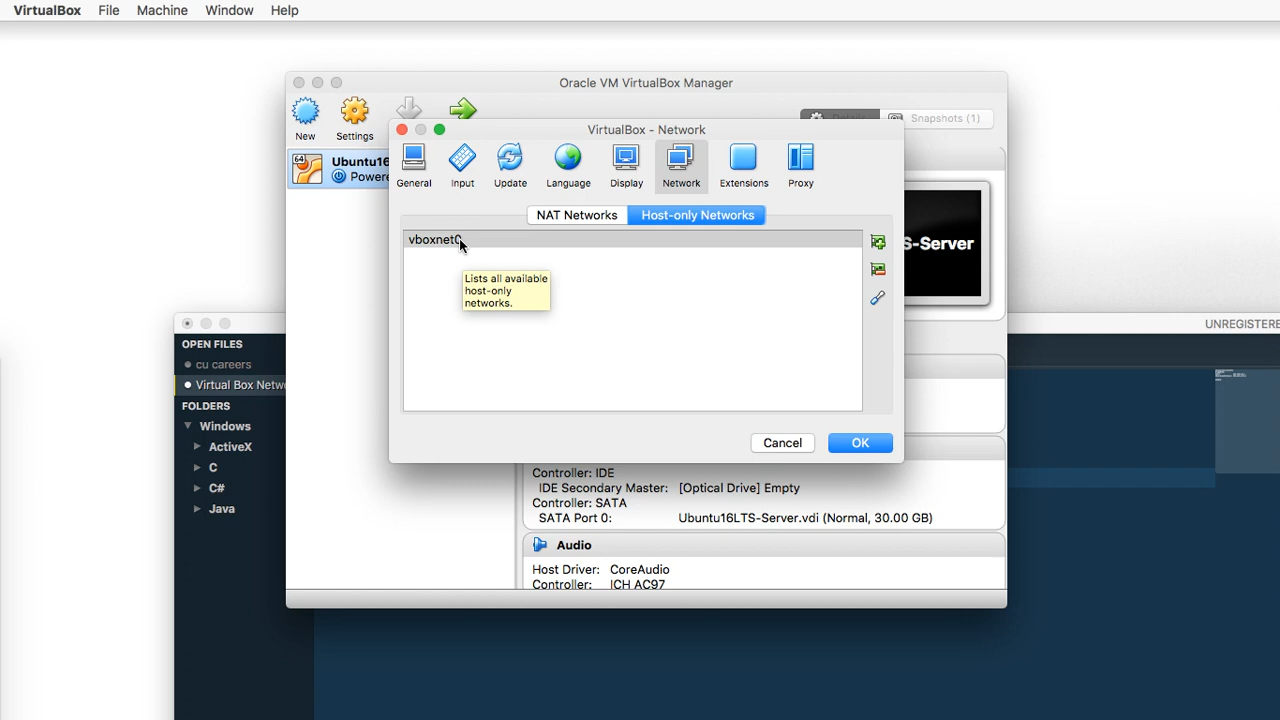 VirtualBox File Machine Window Help
Oracle VM VirtualBox Manager
New Settings
Snapshots (1)
VirtualBox - Network
64 Ubuntu16
Powere
General Input Update Language Display Network Extensions Proxy
NAT Networks Host-only Networks
vboxnet0
S-Server
Lists all available
host-only
networks.
UNREGISTERE
OPEN FILES
cu careers
Virtual Box Netw
FOLDERS
Windows
ActiveX
C
C#
Java
Cancel OK
Controller: IDE
IDE Secondary Master: [Optical Drive] Empty
Controller: SATA
SATA Port 0: Ubuntu16LTS-Server.vdi (Normal, 30.00 GB)
Audio
Host Driver: CoreAudio
Controller: ICH AC97